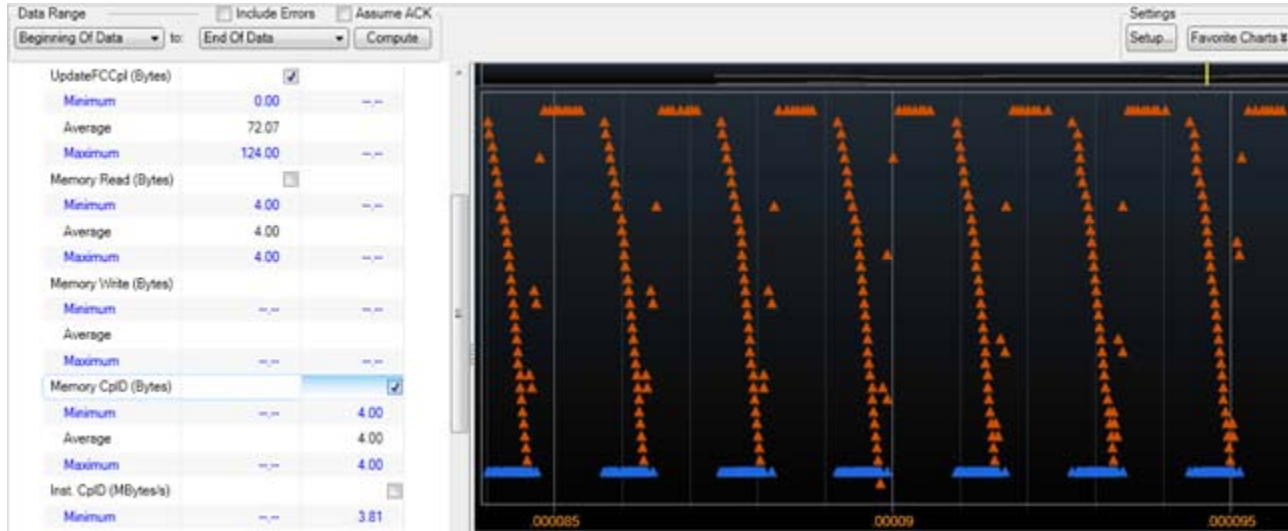 Data Range Include Errors Assume ACK Settings
Beginning Of Data to: End Of Data Compute Setup... Favorite Charts
UpdateFCCpl (Bytes)
Minimum 0.00 --.--
Average 72.07
Maximum 124.00 --.--
Memory Read (Bytes)
Minimum 4.00 --.--
Average 4.00
Maximum 4.00 --.--
Memory Write (Bytes)
Minimum --.-- --.--
Average
Maximum --.-- --.--
Memory CplD (Bytes)
Minimum --.-- 4.00
Average 4.00
Maximum --.-- 4.00
Inst. CplD (MBytes/s)
Minimum --.-- 3.81
.000085 .00009 .000095